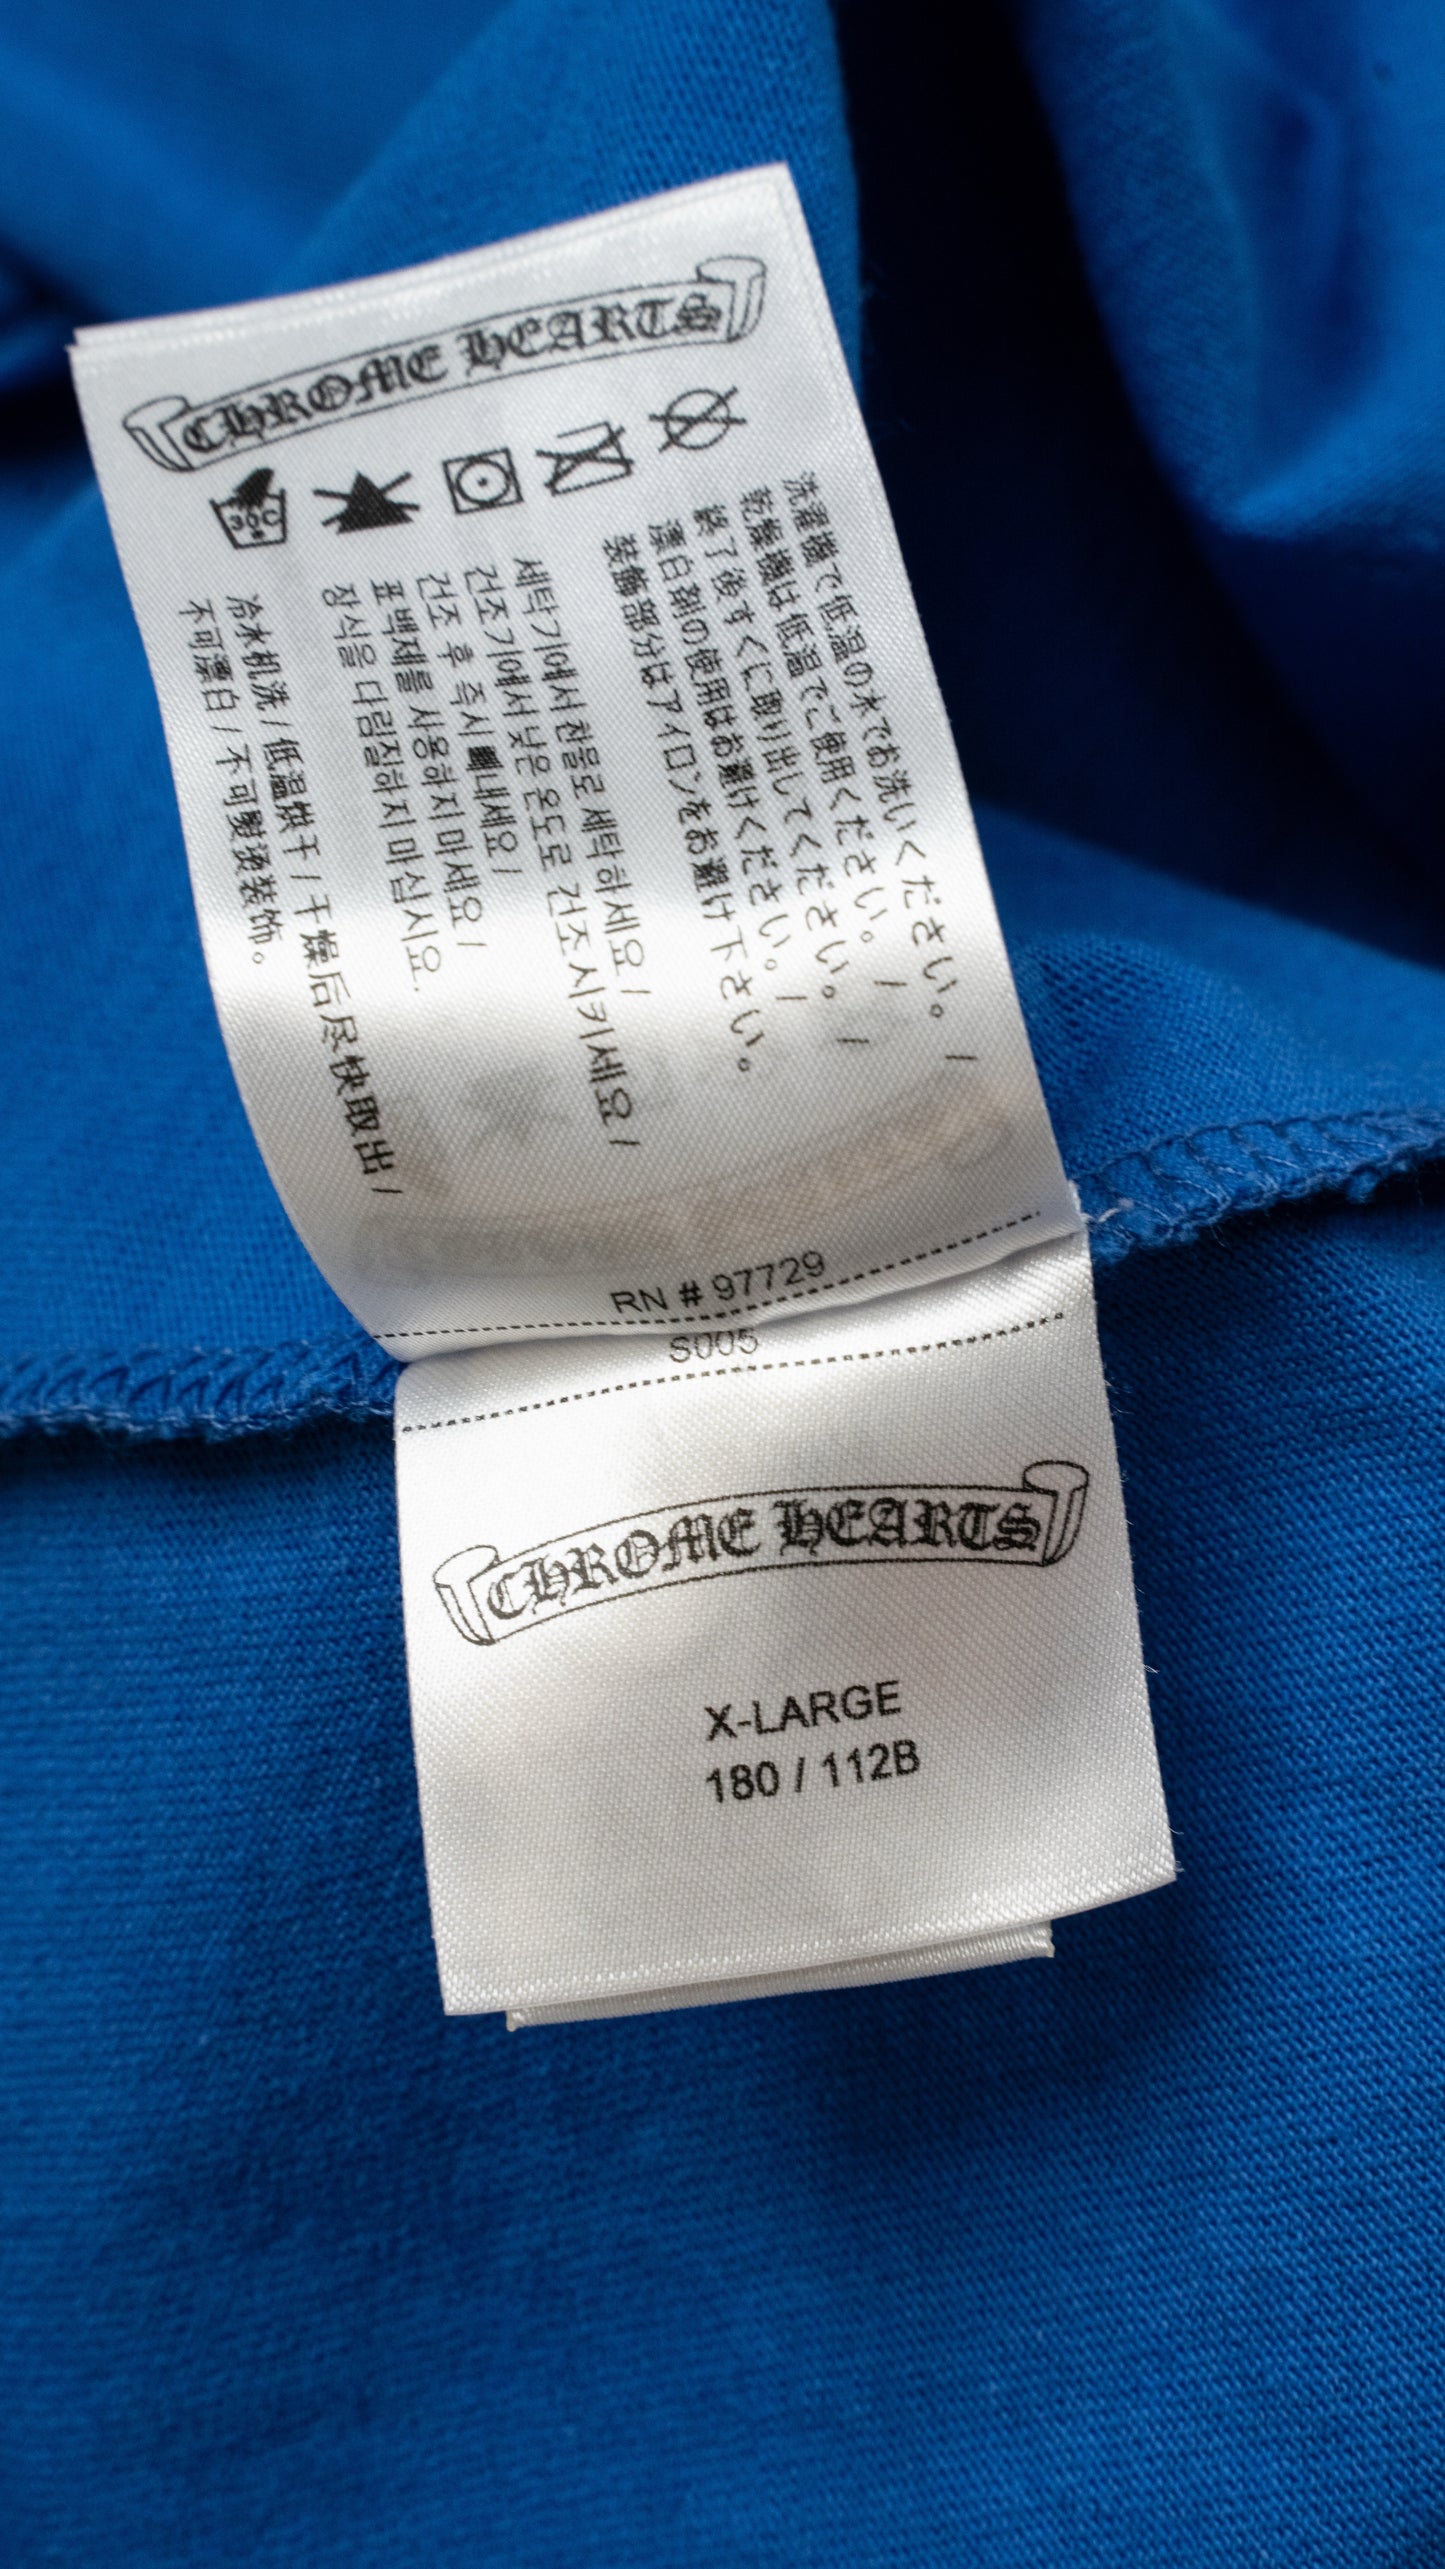 CHROME HEARTS
30C
洗濯機で低温の水でお洗いください。/
乾燥機は低温でご使用ください。/
終了後すぐに取り出してください。/
漂白剤の使用はお避けください。/
装飾部分はアイロンをお避け下さい。
세탁기에서 찬물로 세탁하세요 /
건조기에서 낮은 온도로 건조시키세요 /
건조 후 즉시 빼내세요 /
표백제를 사용하지 마세요 /
장식을 다림질하지 마십시요.
冷水机洗 / 低温烘干 / 干燥后尽快取出 /
不可漂白 / 不可熨烫装饰。
RN # 97729
S005
CHROME HEARTS
X-LARGE
180 / 112B